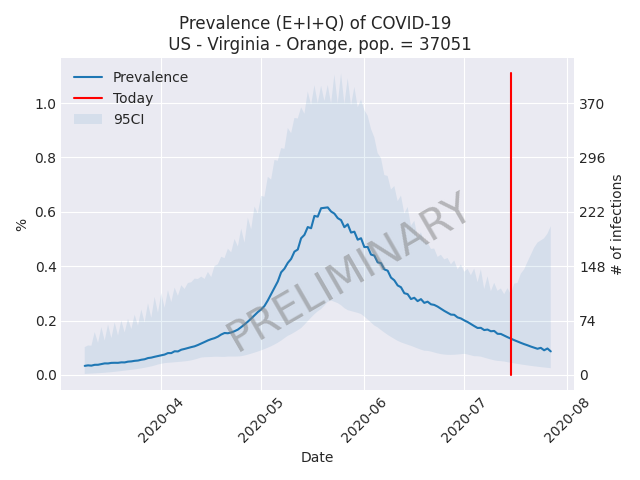 Prevalence (E+I+Q) of COVID-19
US - Virginia - Orange, pop. = 37051
Prevalence
Today
95CI
PRELIMINARY
%
1.0
0.8
0.6
0.4
0.2
0.0
# of infections
370
296
222
148
74
0
2020-04
2020-05
2020-06
2020-07
2020-08
Date